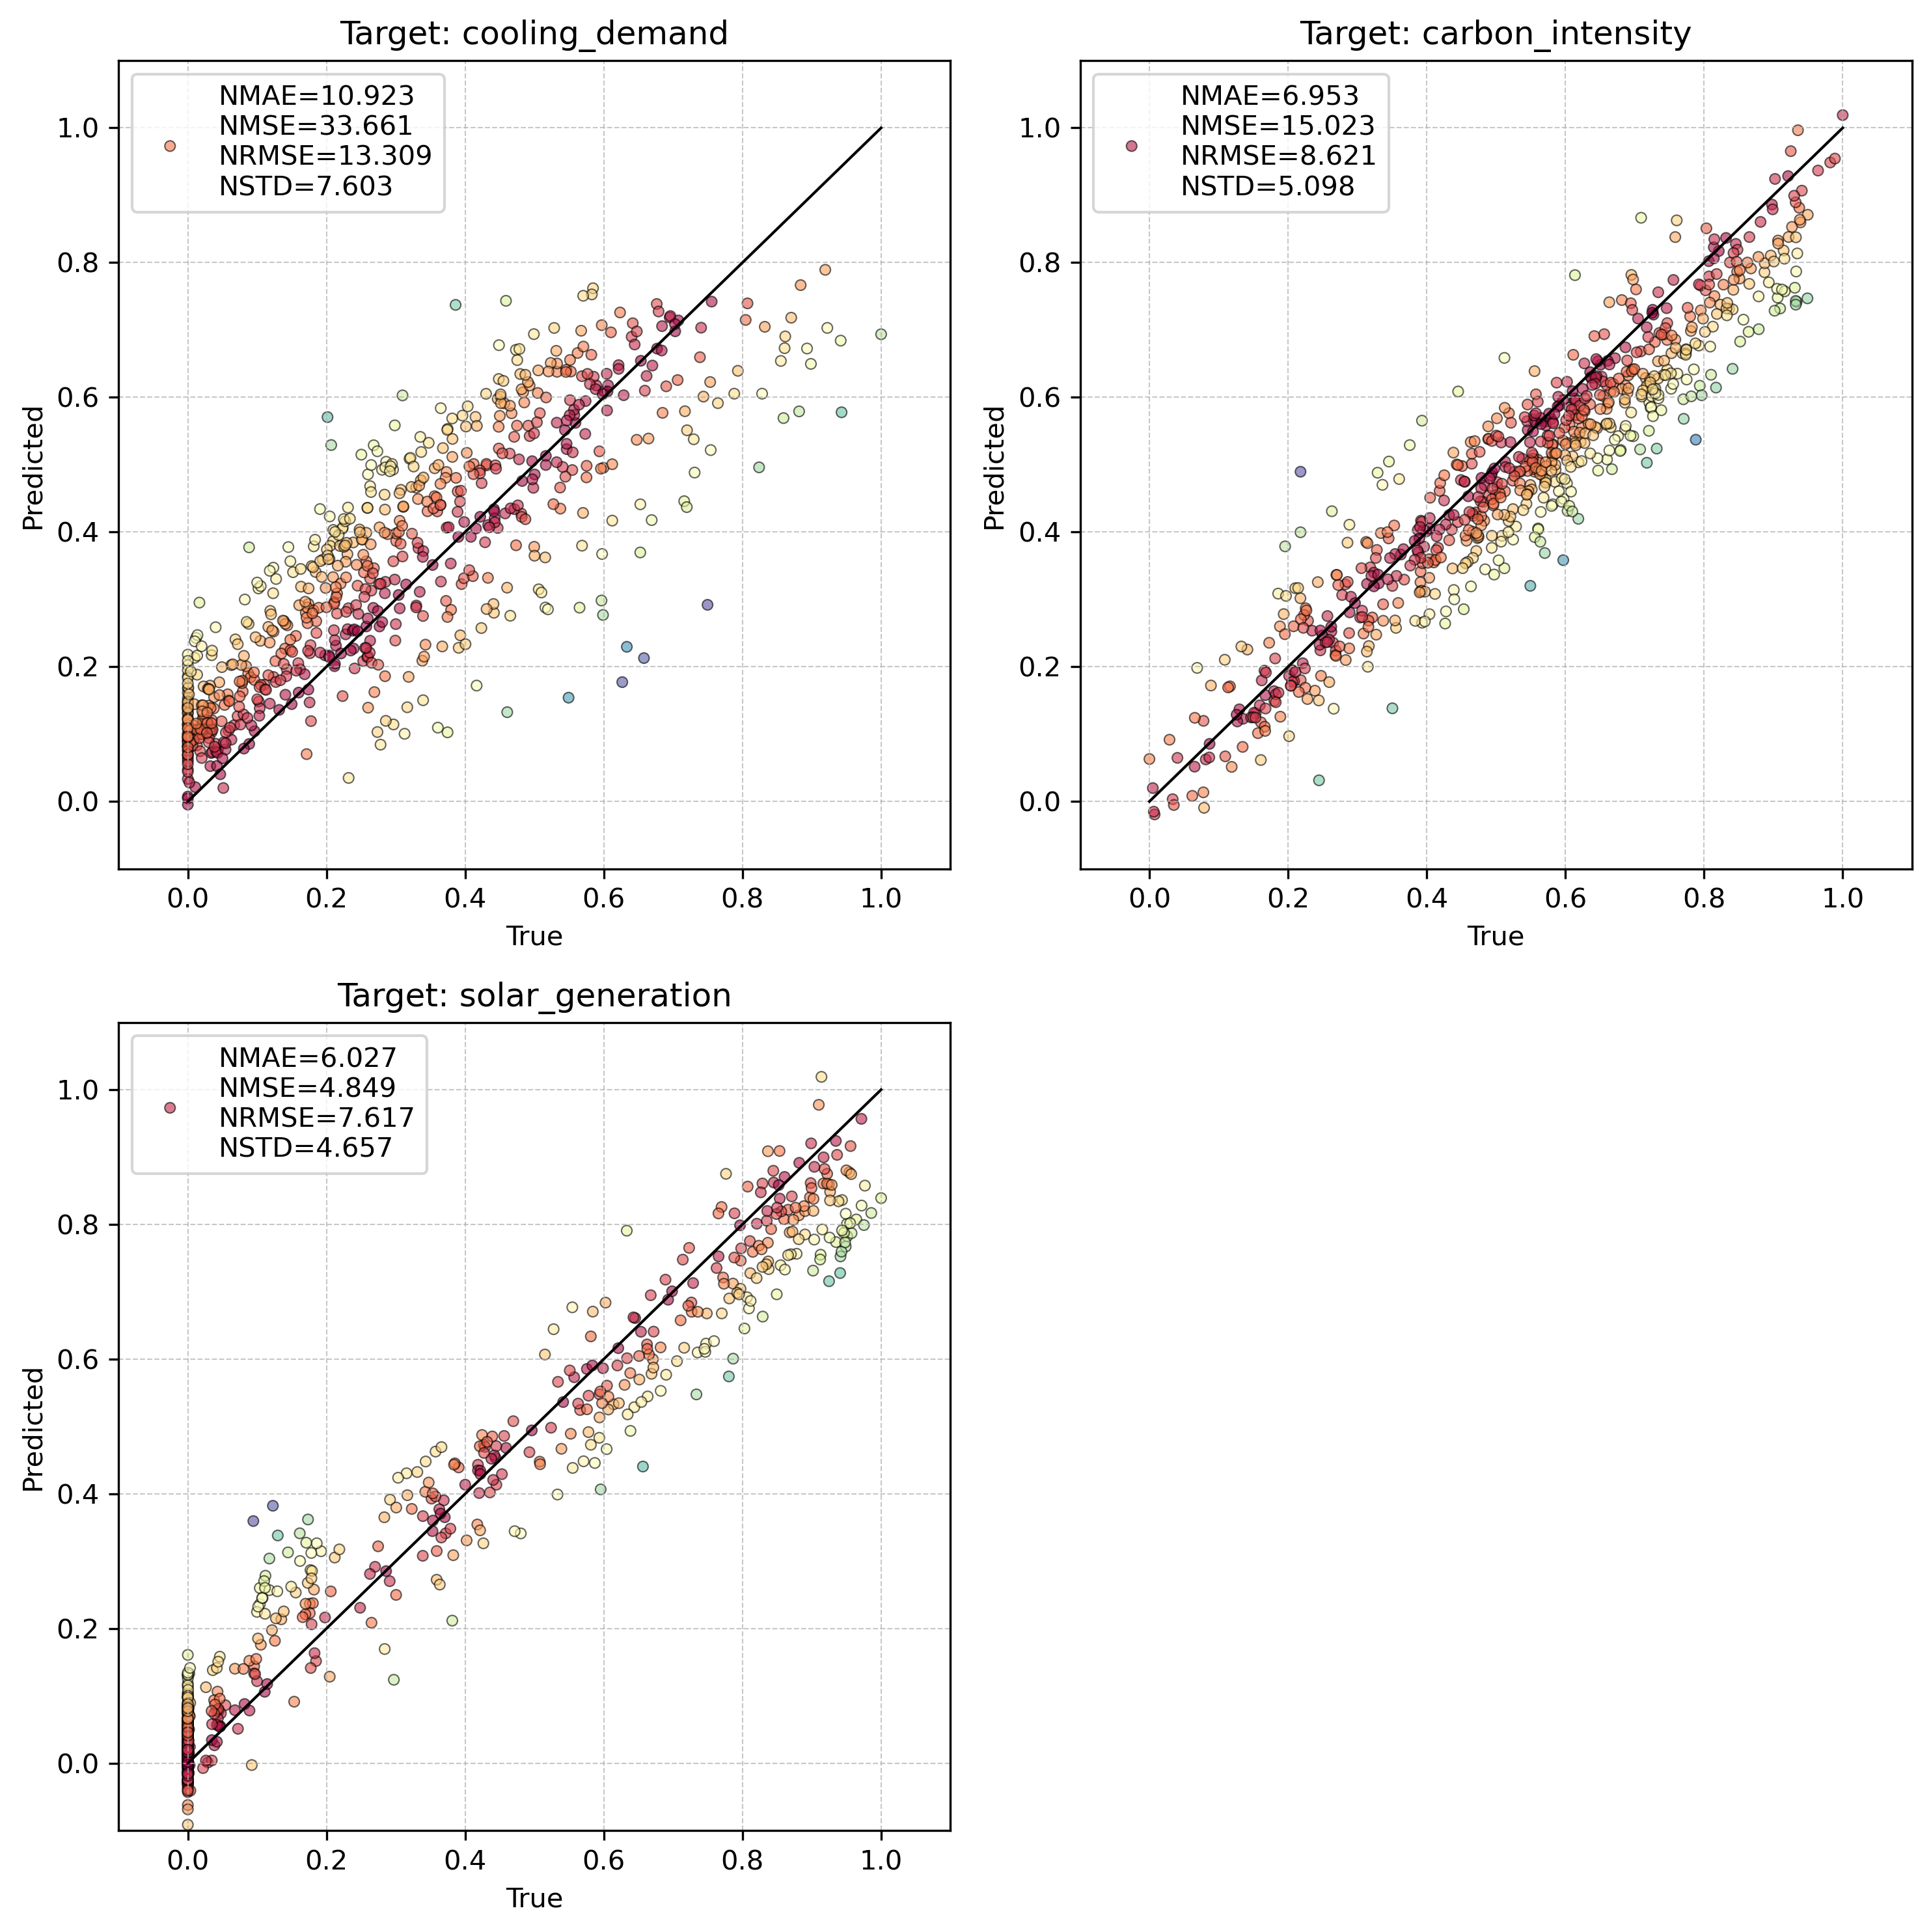 Target: cooling_demand
NMAE=10.923
NMSE=33.661
NRMSE=13.309
NSTD=7.603
1.0
0.8
0.6
0.4
0.2
0.0
Predicted
0.0 0.2 0.4 0.6 0.8 1.0
True
Target: carbon_intensity
NMAE=6.953
NMSE=15.023
NRMSE=8.621
NSTD=5.098
1.0
0.8
0.6
0.4
0.2
0.0
Predicted
0.0 0.2 0.4 0.6 0.8 1.0
True
Target: solar_generation
NMAE=6.027
NMSE=4.849
NRMSE=7.617
NSTD=4.657
1.0
0.8
0.6
0.4
0.2
0.0
Predicted
0.0 0.2 0.4 0.6 0.8 1.0
True